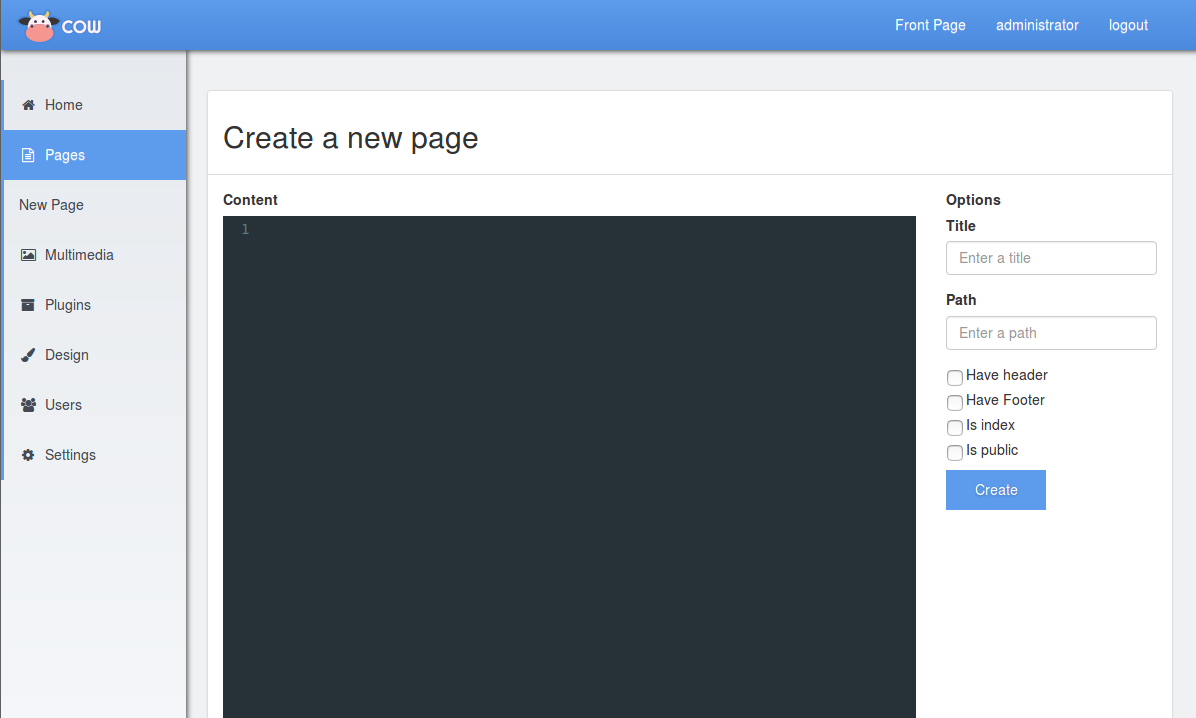 COW
Front Page
administrator
logout
Home
Pages
New Page
Multimedia
Plugins
Design
Users
Settings
Create a new page
Content
1
Options
Title
Enter a title
Path
Enter a path
Have header
Have Footer
Is index
Is public
Create